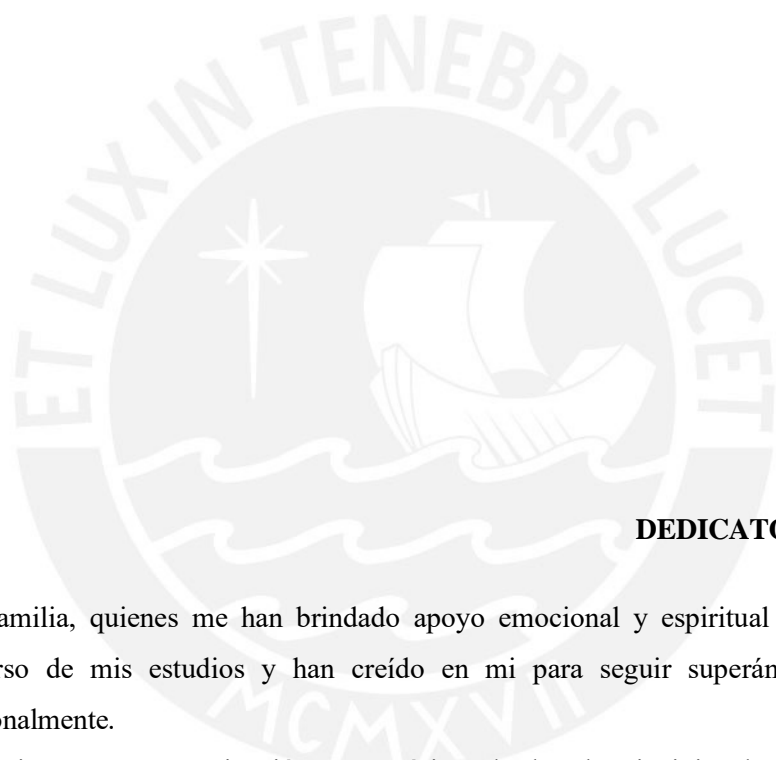 ET LUX IN TENEBRIS LUCET
MCMXVII
DEDICATO
amilia, quienes me han brindado apoyo emocional y espiritual
rso de mis estudios y han creído en mi para seguir superán
onalmente.